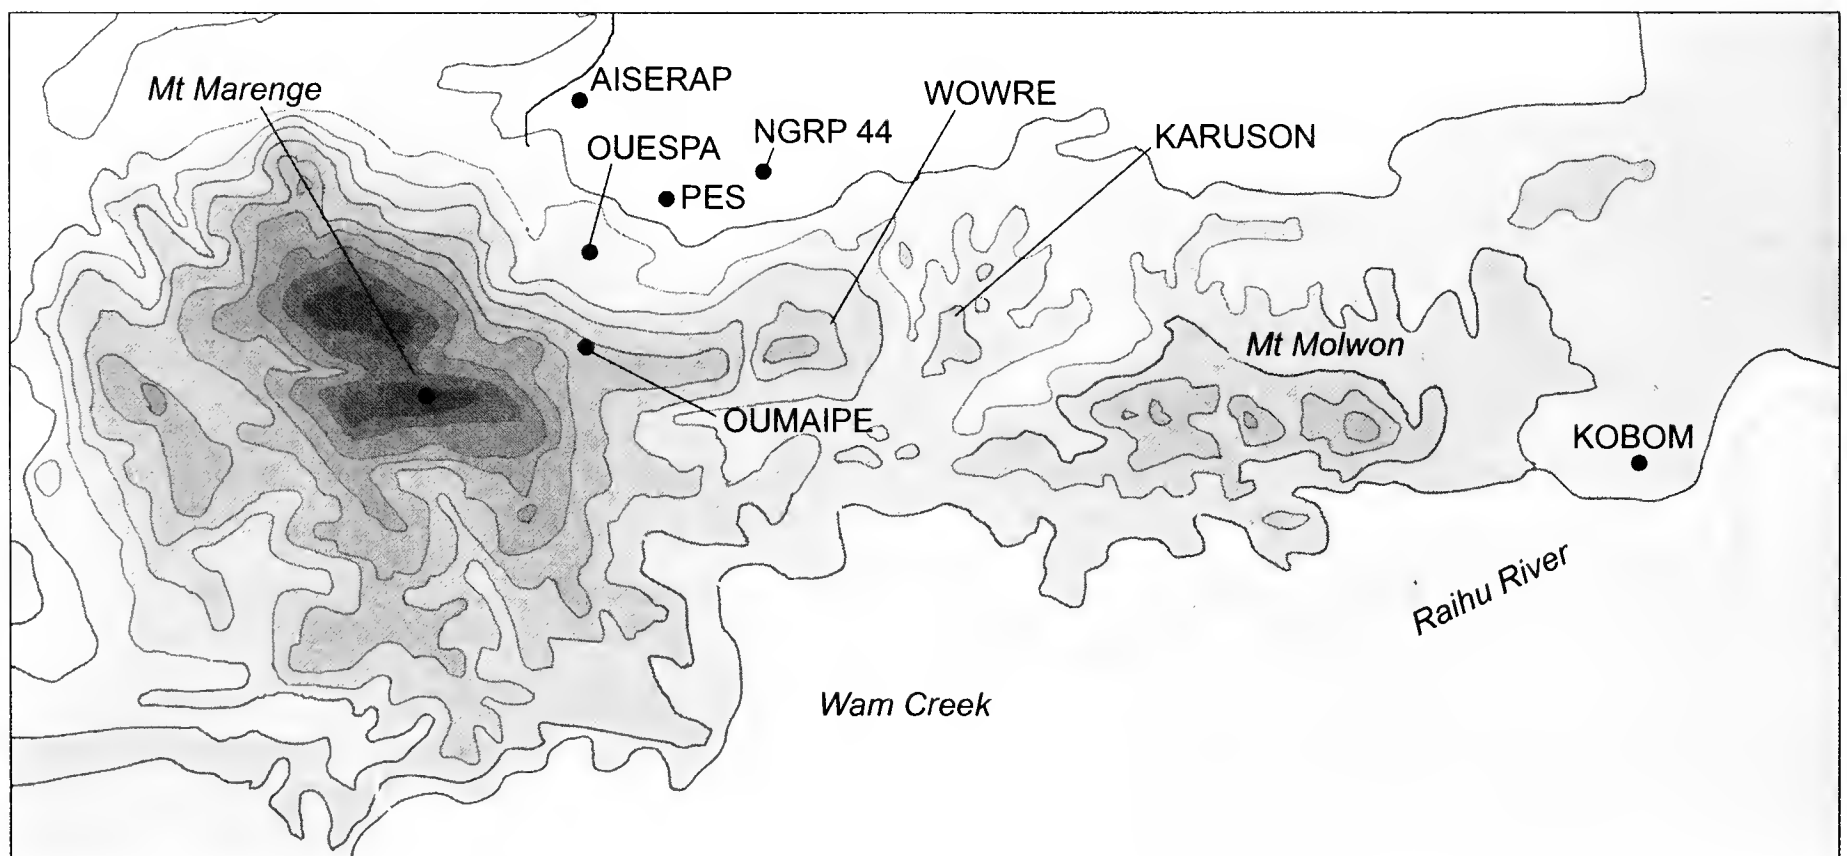 Mt Marenge
AISERAP
WOWRE
NGRP 44
KARUSON
OUESPA
PES
Mt Molwon
OUMAIPE
KOBOM
Raihu River
Wam Creek